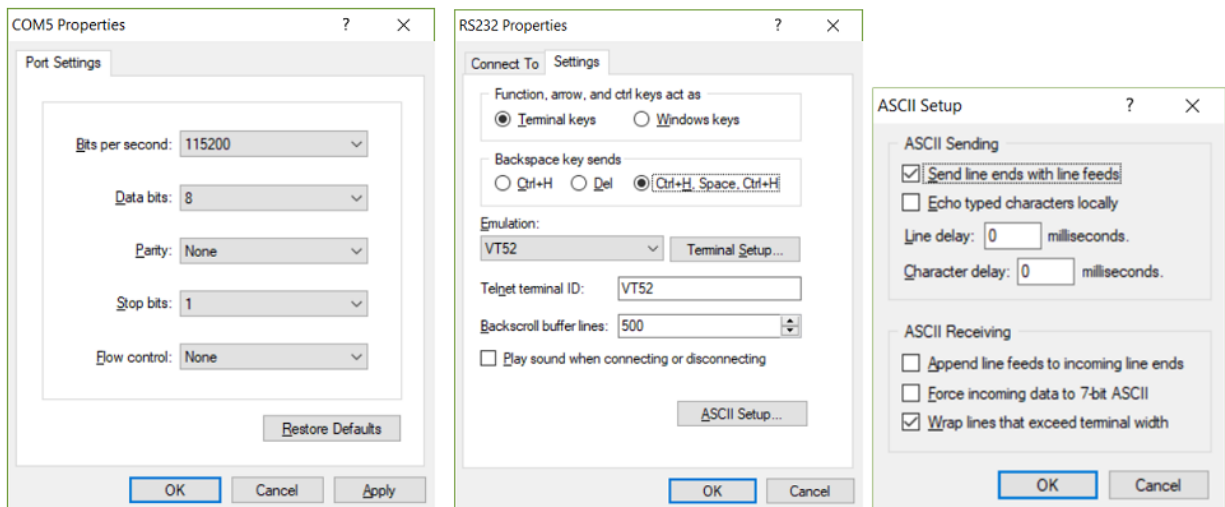 COM5 Properties ?
Port Settings
Bits per second: 115200
Data bits: 8
Parity: None
Stop bits: 1
Flow control: None
Restore Defaults
OK Cancel Apply
RS232 Properties ?
Connect To Settings
Function, arrow, and ctrl keys act as
Terminal keys Windows keys
Backspace key sends
Ctrl+H Del Ctrl+H, Space, Ctrl+H
Emulation:
VT52 Terminal Setup...
Telnet terminal ID: VT52
Backscroll buffer lines: 500
Play sound when connecting or disconnecting
ASCII Setup...
OK Cancel
ASCII Setup ?
ASCII Sending
Send line ends with line feeds
Echo typed characters locally
Line delay: 0 milliseconds.
Character delay: 0 milliseconds.
ASCII Receiving
Append line feeds to incoming line ends
Force incoming data to 7-bit ASCII
Wrap lines that exceed terminal width
OK Cancel